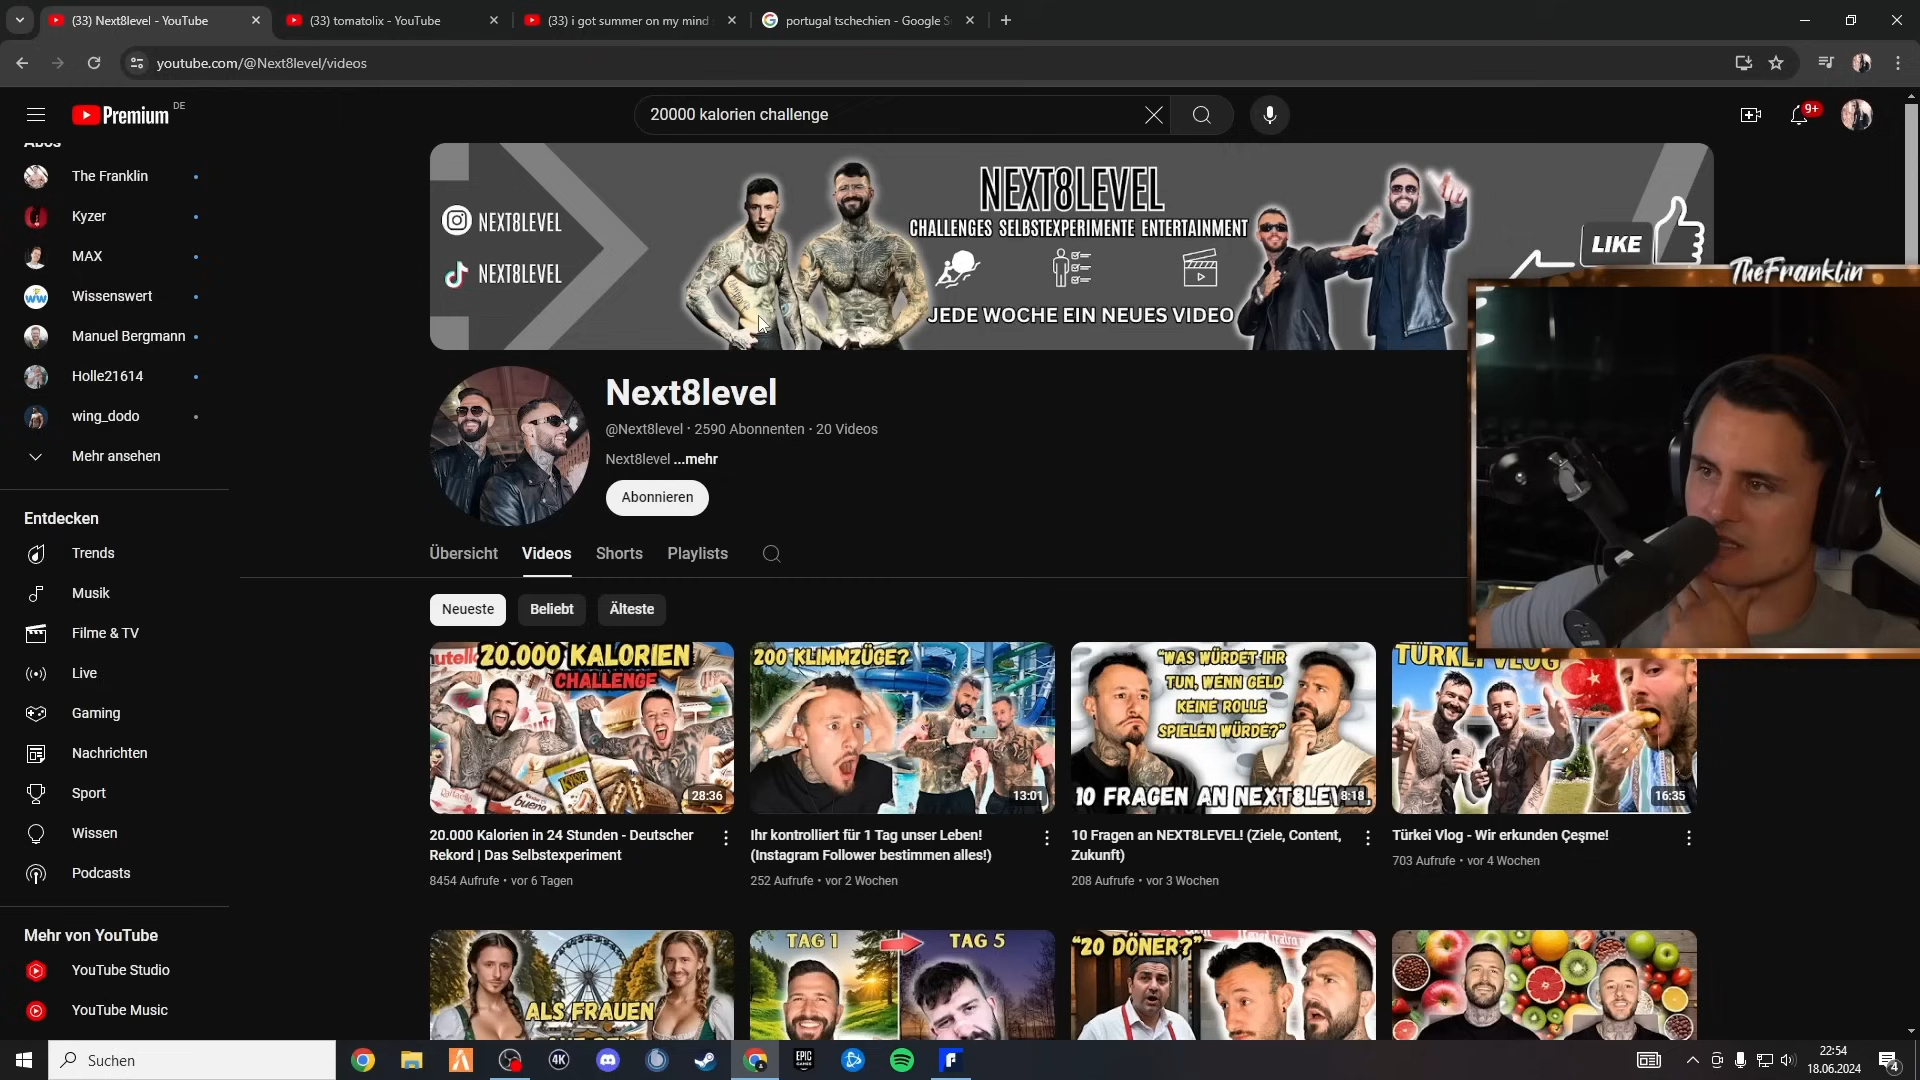 (33) Next8level - YouTube
(33) tomatolix - YouTube
(33) i got summer on my mind
portugal tschechien - Google S
youtube.com/@Next8level/videos
Premium DE
20000 kalorien challenge
9+
Abos
The Franklin
Kyzer
MAX
Wissenswert
Manuel Bergmann
Holle21614
wing_dodo
Mehr ansehen
Entdecken
Trends
Musik
Filme & TV
Live
Gaming
Nachrichten
Sport
Wissen
Podcasts
Mehr von YouTube
YouTube Studio
YouTube Music
NEXT8LEVEL
NEXT8LEVEL
NEXT8LEVEL
CHALLENGES SELBSTEXPERIMENTE ENTERTAINMENT
JEDE WOCHE EIN NEUES VIDEO
LIKE
TheFranklin
Next8level
@Next8level · 2590 Abonnenten · 20 Videos
Next8level ...mehr
Abonnieren
Übersicht
Videos
Shorts
Playlists
Neueste
Beliebt
Älteste
20.000 KALORIEN
CHALLENGE
bueno
28:36
200 KLIMMZÜGE?
13:01
"WAS WÜRDET IHR
TUN, WENN GELD
KEINE ROLLE
SPIELEN WÜRDE?"
10 FRAGEN AN NEXT8LEV
8:18
TÜRKEI VLOG
16:35
20.000 Kalorien in 24 Stunden - Deutscher
Rekord | Das Selbstexperiment
8454 Aufrufe • vor 6 Tagen
Ihr kontrolliert für 1 Tag unser Leben!
(Instagram Follower bestimmen alles!)
252 Aufrufe • vor 2 Wochen
10 Fragen an NEXT8LEVEL! (Ziele, Content,
Zukunft)
208 Aufrufe • vor 3 Wochen
Türkei Vlog - Wir erkunden Çeşme!
703 Aufrufe • vor 4 Wochen
ALS FRAUEN
TAG 1
TAG 5
"20 DÖNER?"
Suchen
4K
EPIC
GAMES
22:54
18.06.2024
4